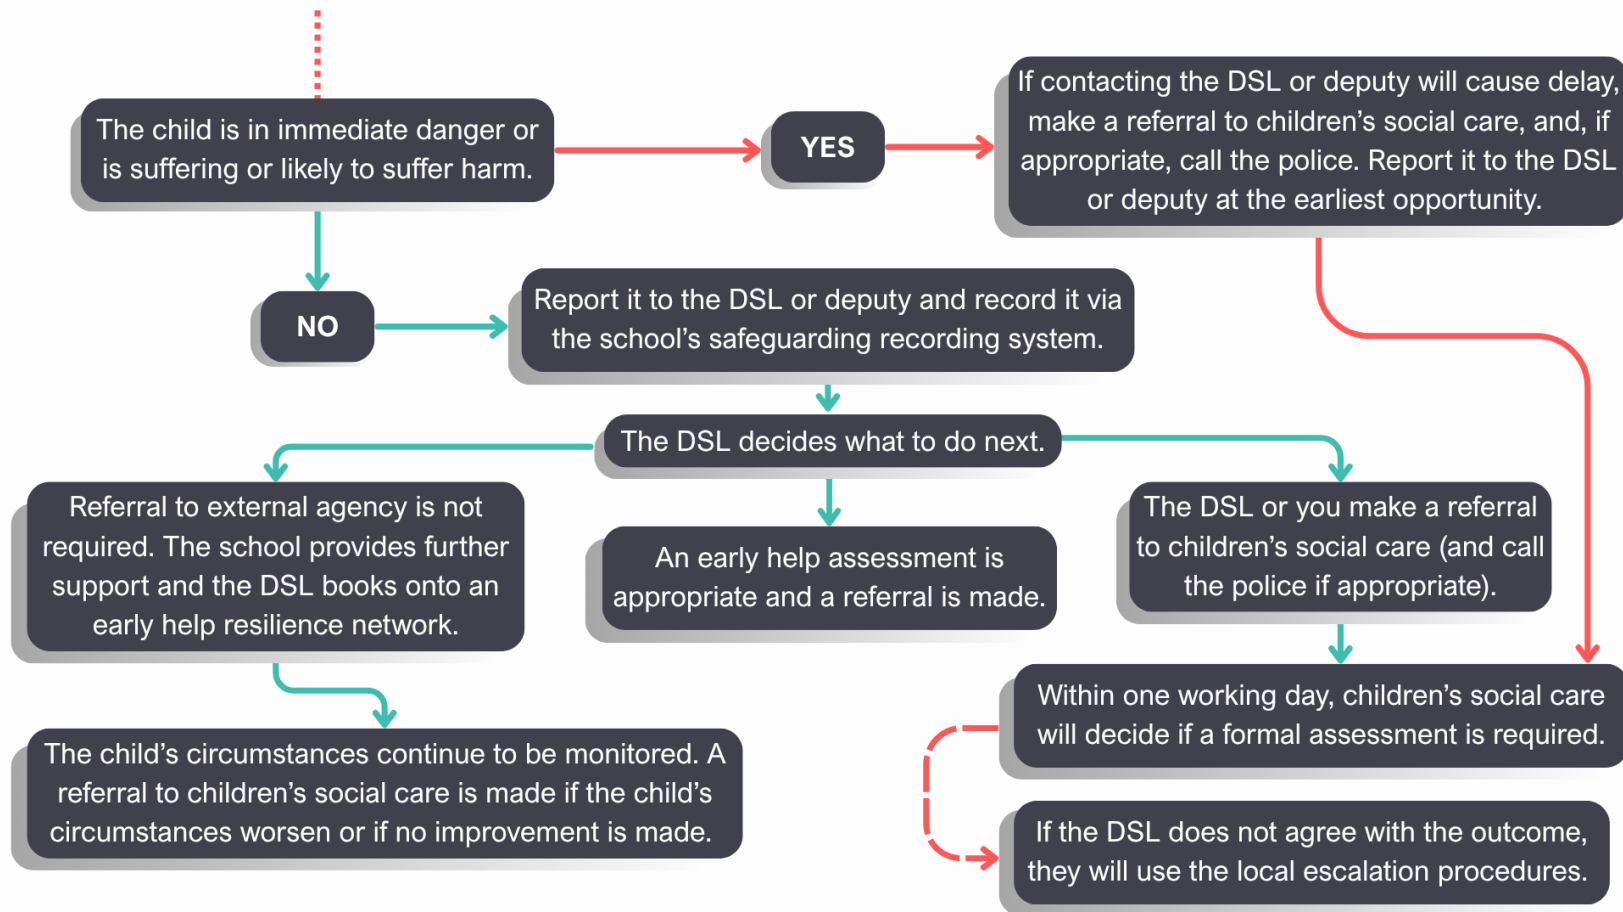 The child is in immediate danger or
is suffering or likely to suffer harm.
YES
If contacting the DSL or deputy will cause delay,
make a referral to children’s social care, and, if
appropriate, call the police. Report it to the DSL
or deputy at the earliest opportunity.
NO
Report it to the DSL or deputy and record it via
the school’s safeguarding recording system.
The DSL decides what to do next.
Referral to external agency is not
required. The school provides further
support and the DSL books onto an
early help resilience network.
An early help assessment is
appropriate and a referral is made.
The DSL or you make a referral
to children’s social care (and call
the police if appropriate).
The child’s circumstances continue to be monitored. A
referral to children’s social care is made if the child’s
circumstances worsen or if no improvement is made.
Within one working day, children’s social care
will decide if a formal assessment is required.
If the DSL does not agree with the outcome,
they will use the local escalation procedures.